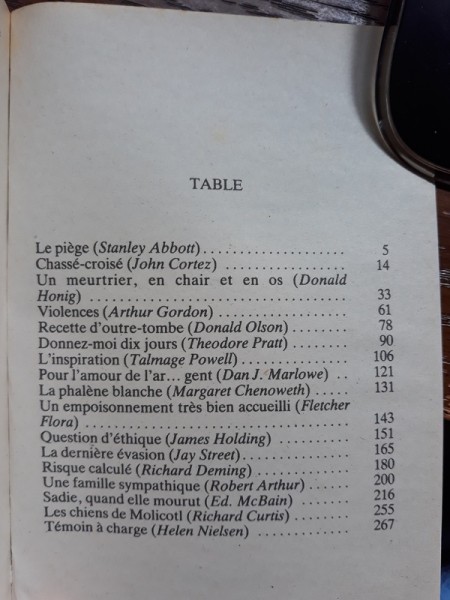 TABLE
Le piège (Stanley Abbott). . . . . . . . . . . . . . . . . . . 5
Chassé-croisé (John Cortez) . . . . . . . . . . . . . . . . 14
Un meurtrier, en chair et en os (Donald
Honig) . . . . . . . . . . . . . . . . . . . . . . . . . . . . . . . . . . 33
Violences (Arthur Gordon) . . . . . . . . . . . . . . . . . . 61
Recette d'outre-tombe (Donald Olson) . . . . . . . . 78
Donnez-moi dix jours (Theodore Pratt) . . . . . . . . 90
L'inspiration (Talmage Powell) . . . . . . . . . . . . . . . 106
Pour l'amour de l'ar... gent (Dan J. Marlowe) . . 121
La phalène blanche (Margaret Chenoweth) . . . . 131
Un empoisonnement très bien accueilli (Fletcher
Flora) . . . . . . . . . . . . . . . . . . . . . . . . . . . . . . . . . . 143
Question d'éthique (James Holding) . . . . . . . . . . 151
La dernière évasion (Jay Street) . . . . . . . . . . . . . . 165
Risque calculé (Richard Deming) . . . . . . . . . . . . . 180
Une famille sympathique (Robert Arthur) . . . . . . 200
Sadie, quand elle mourut (Ed. McBain) . . . . . . . . 216
Les chiens de Molicotl (Richard Curtis) . . . . . . . . 255
Témoin à charge (Helen Nielsen) . . . . . . . . . . . . . 267